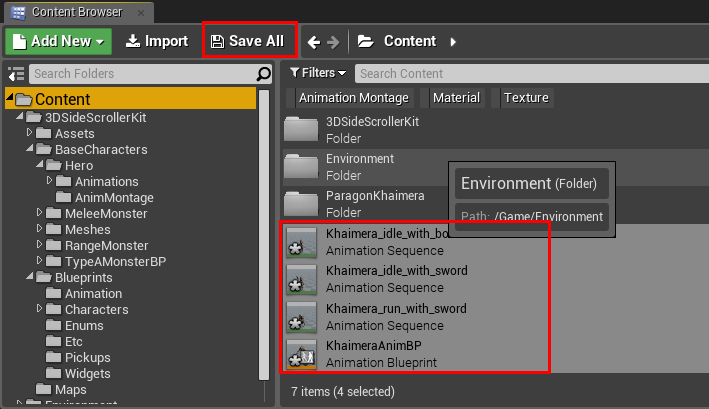 Content Browser
Add New Import Save All Content
Search Folders
Filters Search Content
Animation Montage Material Texture
Content
3DSideScrollerKit
Assets
BaseCharacters
Hero
Animations
AnimMontage
MeleeMonster
Meshes
RangeMonster
TypeAMonsterBP
Blueprints
Animation
Characters
Enums
Etc
Pickups
Widgets
Maps
3DSideScrollerKit
Folder
Environment
Folder
ParagonKhaimera
Folder
Environment (Folder)
Path: /Game/Environment
Khaimera_idle_with_bo
Animation Sequence
Khaimera_idle_with_sword
Animation Sequence
Khaimera_run_with_sword
Animation Sequence
KhaimeraAnimBP
Animation Blueprint
7 items (4 selected)